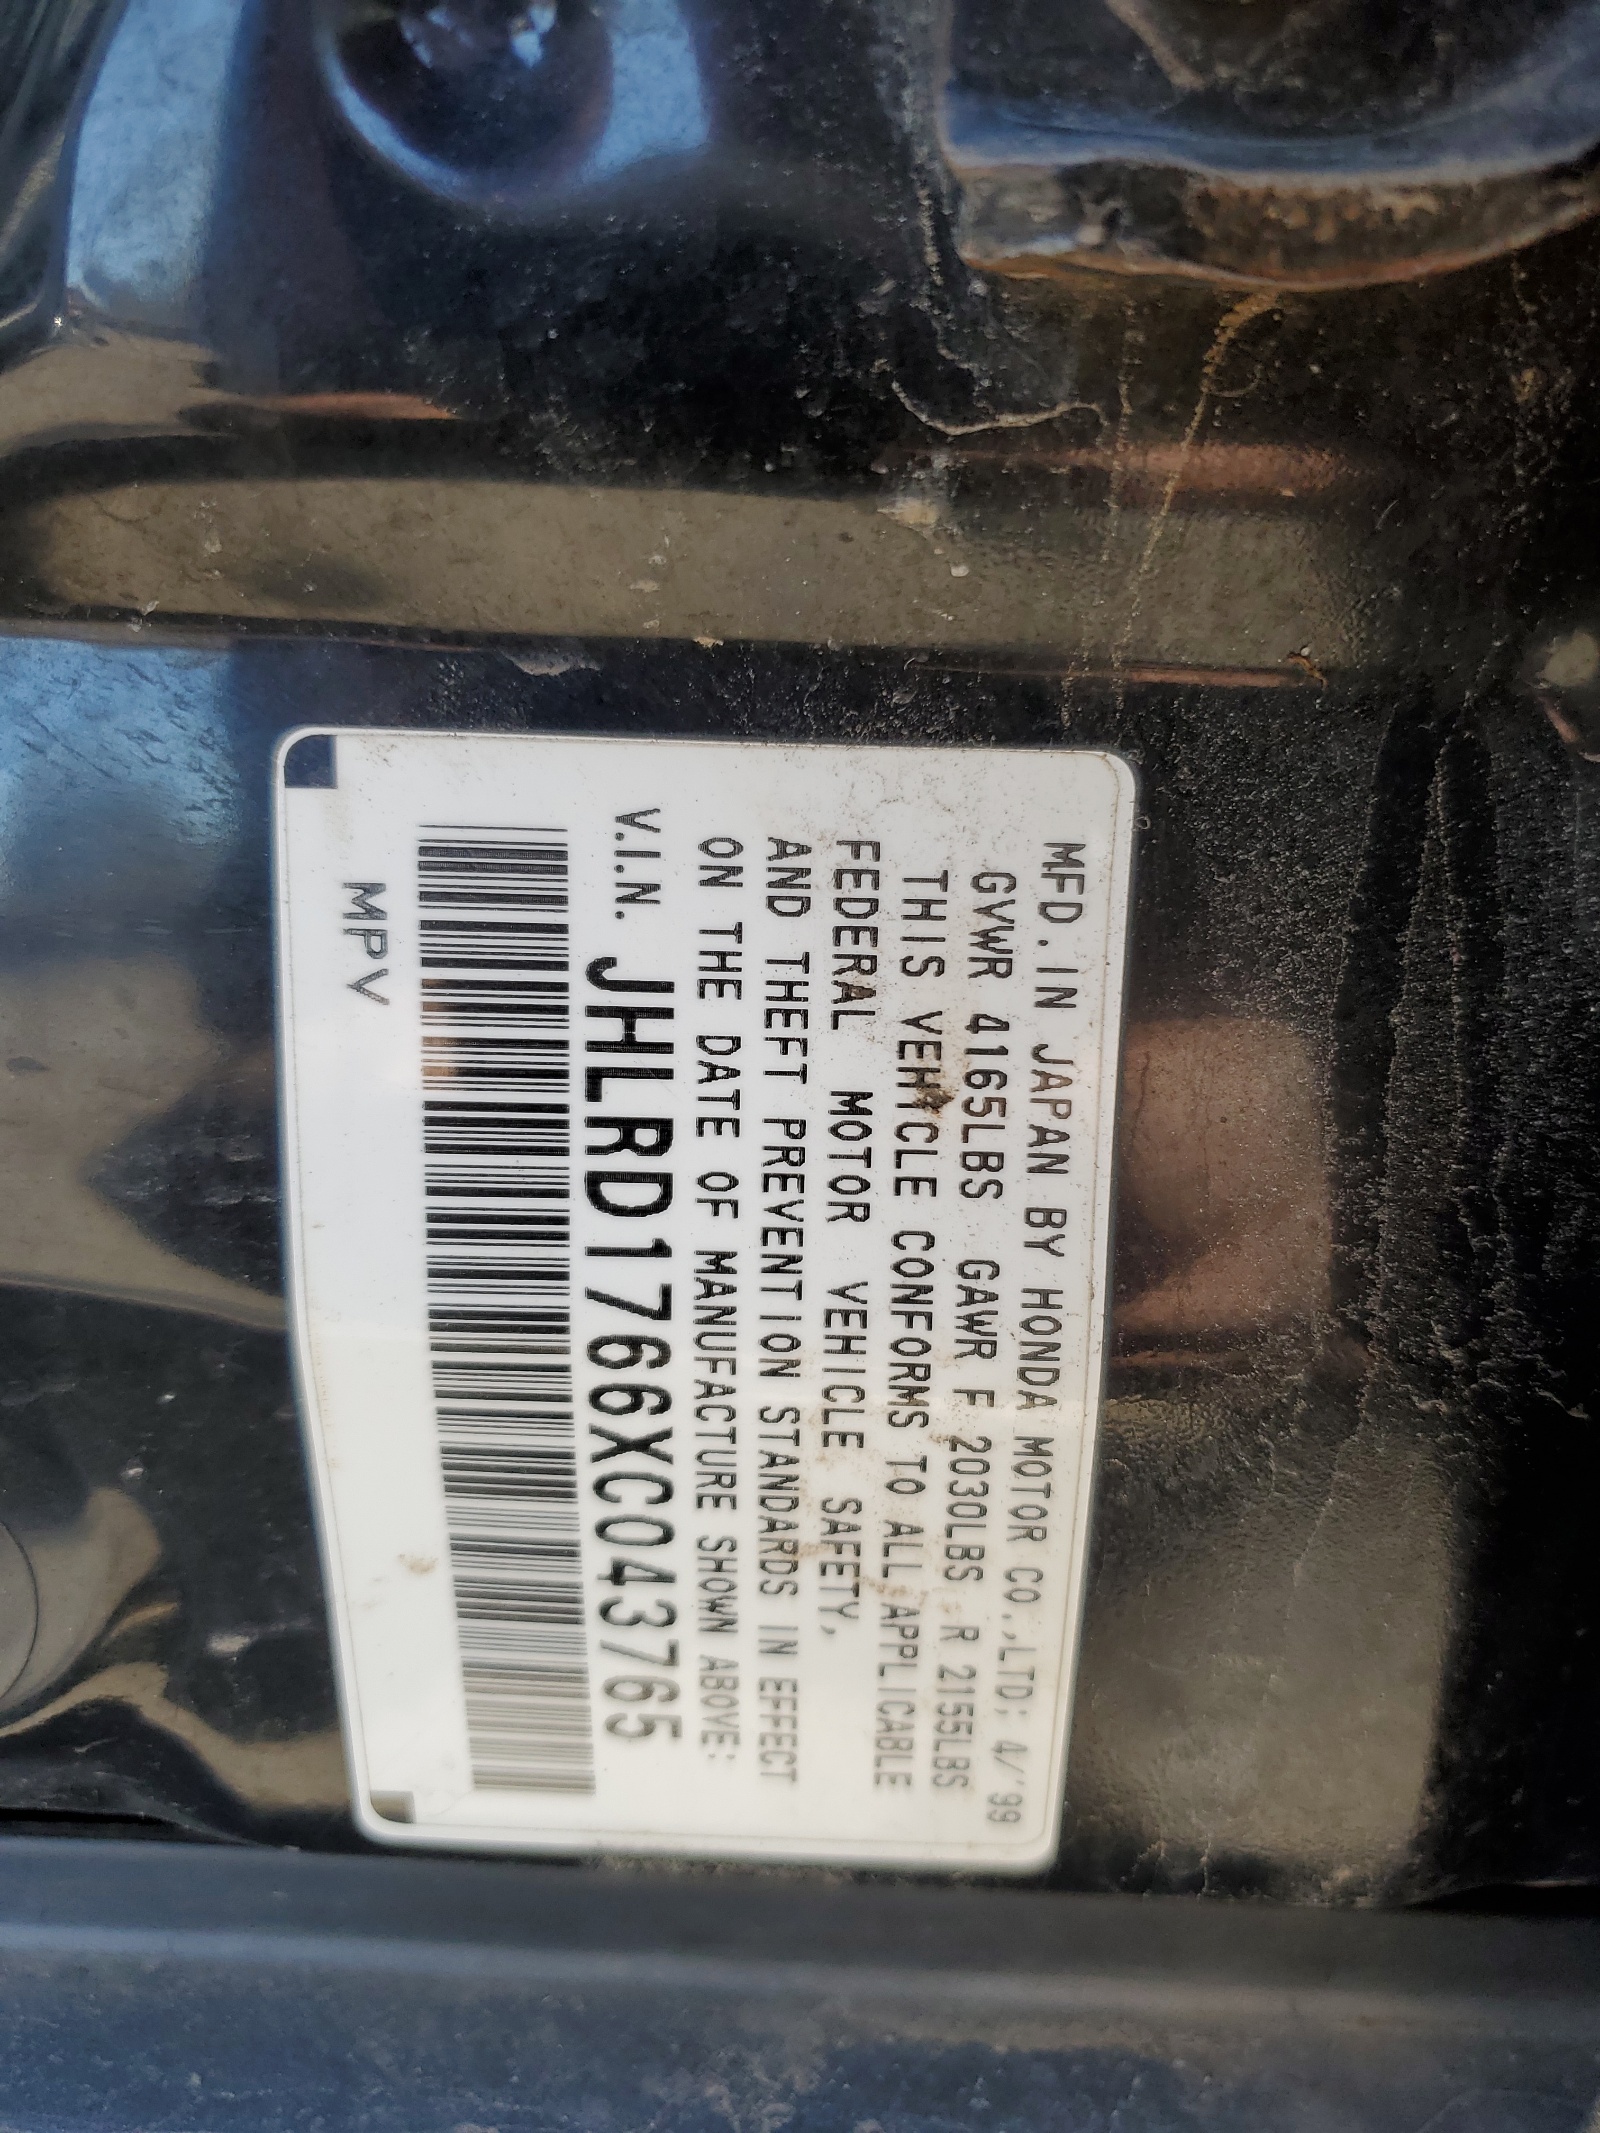 MFD. IN JAPAN BY HONDA MOTOR CO.,LTD; 4/'99
GVWR 4165LBS GAWR F 2030LBS R 2155LBS
THIS VEHICLE CONFORMS TO ALL APPLICABLE
FEDERAL MOTOR VEHICLE SAFETY,
AND THEFT PREVENTION STANDARDS IN EFFECT
ON THE DATE OF MANUFACTURE SHOWN ABOVE:
V.I.N. JHLRD1766XC043765
MPV